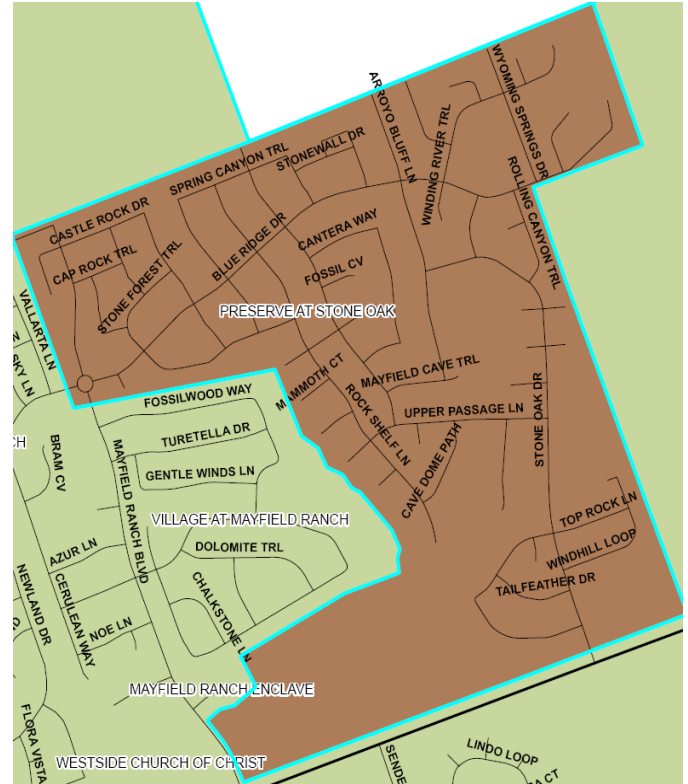 ARROYO BLUFF LN
WYOMING SPRINGS DR
WINDING RIVER TRL
STONEWALL DR
SPRING CANYON TRL
ROLLING CANYON TRL
CASTLE ROCK DR
BLUE RIDGE DR
CANTERA WAY
CAP ROCK TRL
STONE FOREST TRL
FOSSIL CV
VALLARTA LN
PRESERVE AT STONE OAK
SKY LN
MAMMOTH CT
MAYFIELD CAVE TRL
FOSSILWOOD WAY
ROCK SHELF LN
UPPER PASSAGE LN
STONE OAK DR
TURETELLA DR
CH
BRAM CV
MAYFIELD RANCH BLVD
GENTLE WINDS LN
CAVE DOME PATH
VILLAGE AT MAYFIELD RANCH
TOP ROCK LN
AZUR LN
DOLOMITE TRL
WINDHILL LOOP
NEWLAND DR
CERULEAN WAY
CHALKSTONE LN
TAILFEATHER DR
NOE LN
MAYFIELD RANCH ENCLAVE
FLORA VISTA
WESTSIDE CHURCH OF CHRIST
SENDE
LINDO LOOP
CT